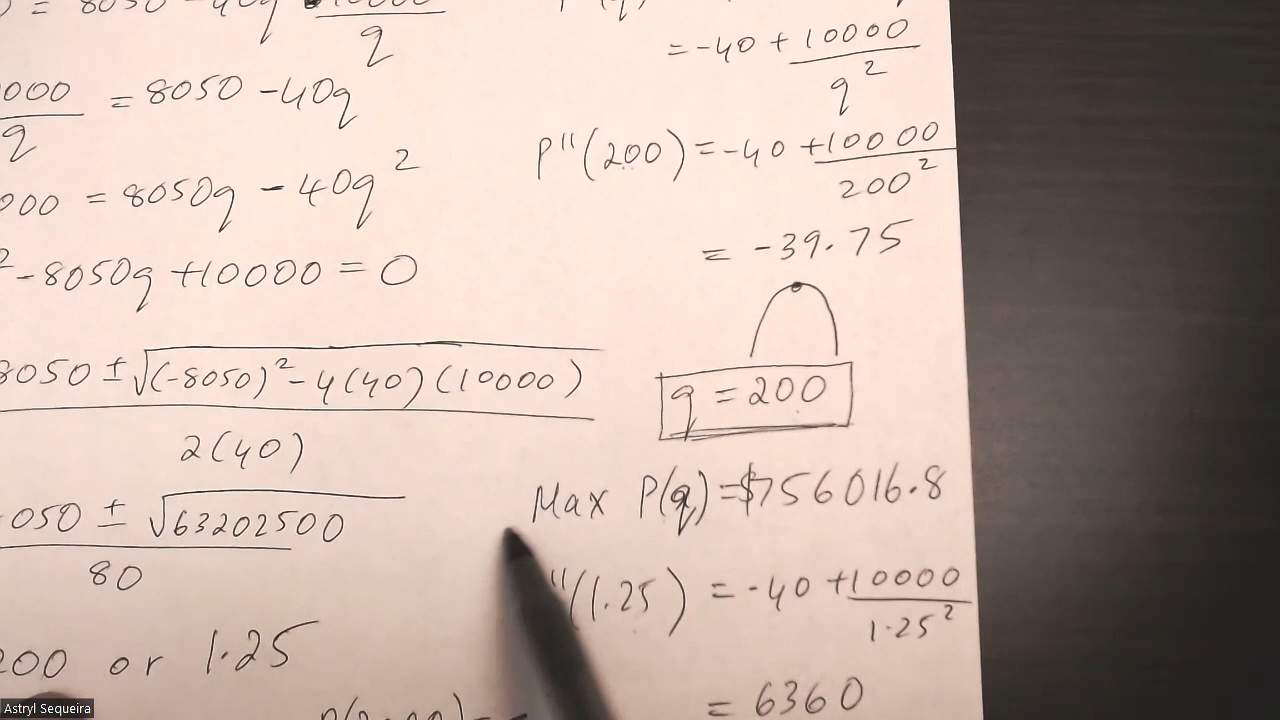 = 8050 - 40q - 10000/q
000/q = 8050 - 40q
000 = 8050q - 40q²
² - 8050q + 10000 = 0
8050 ± √((-8050)² - 4(40)(10000)) / 2(40)
050 ± √63202500 / 80
200 or 1.25
= -40 + 10000/q²
P''(200) = -40 + 10000/200²
= -39.75
q = 200
Max P(q) = $756016.8
''(1.25) = -40 + 10000/1.25²
= 6360
Astryl Sequeira